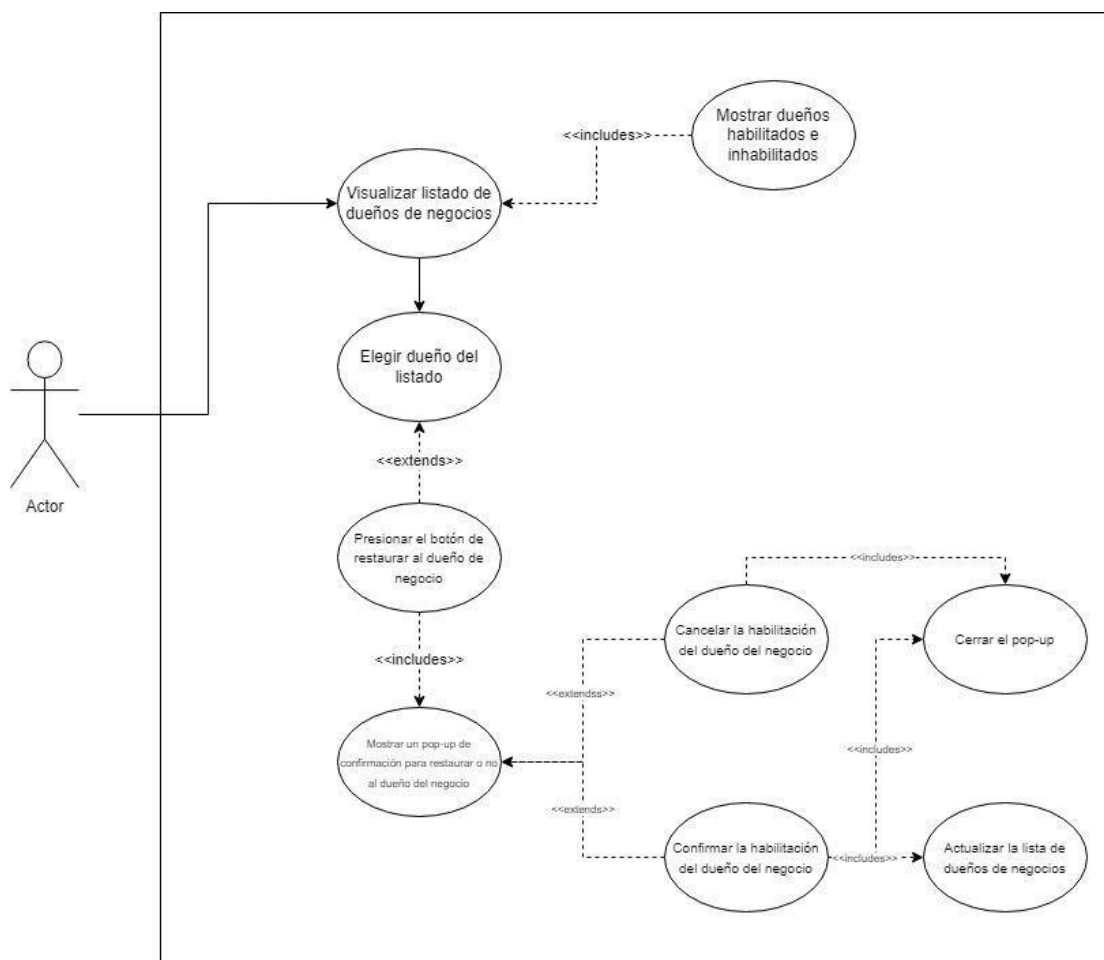 Mostrar dueños
habilitados e
inhabilitados
<<includes>>
Visualizar listado de
dueños de negocios
Elegir dueño del
listado
Actor
<<extends>>
Presionar el botón de
restaurar al dueño de
negocio
<<includes>>
Mostrar un pop-up de
confirmación para restaurar o no
al dueño del negocio
<<includes>>
Cancelar la habilitación
del dueño del negocio
Cerrar el pop-up
<<extendss>>
<<includes>>
<<extends>>
Confirmar la habilitación
del dueño del negocio
<<includes>>
Actualizar la lista de
dueños de negocios